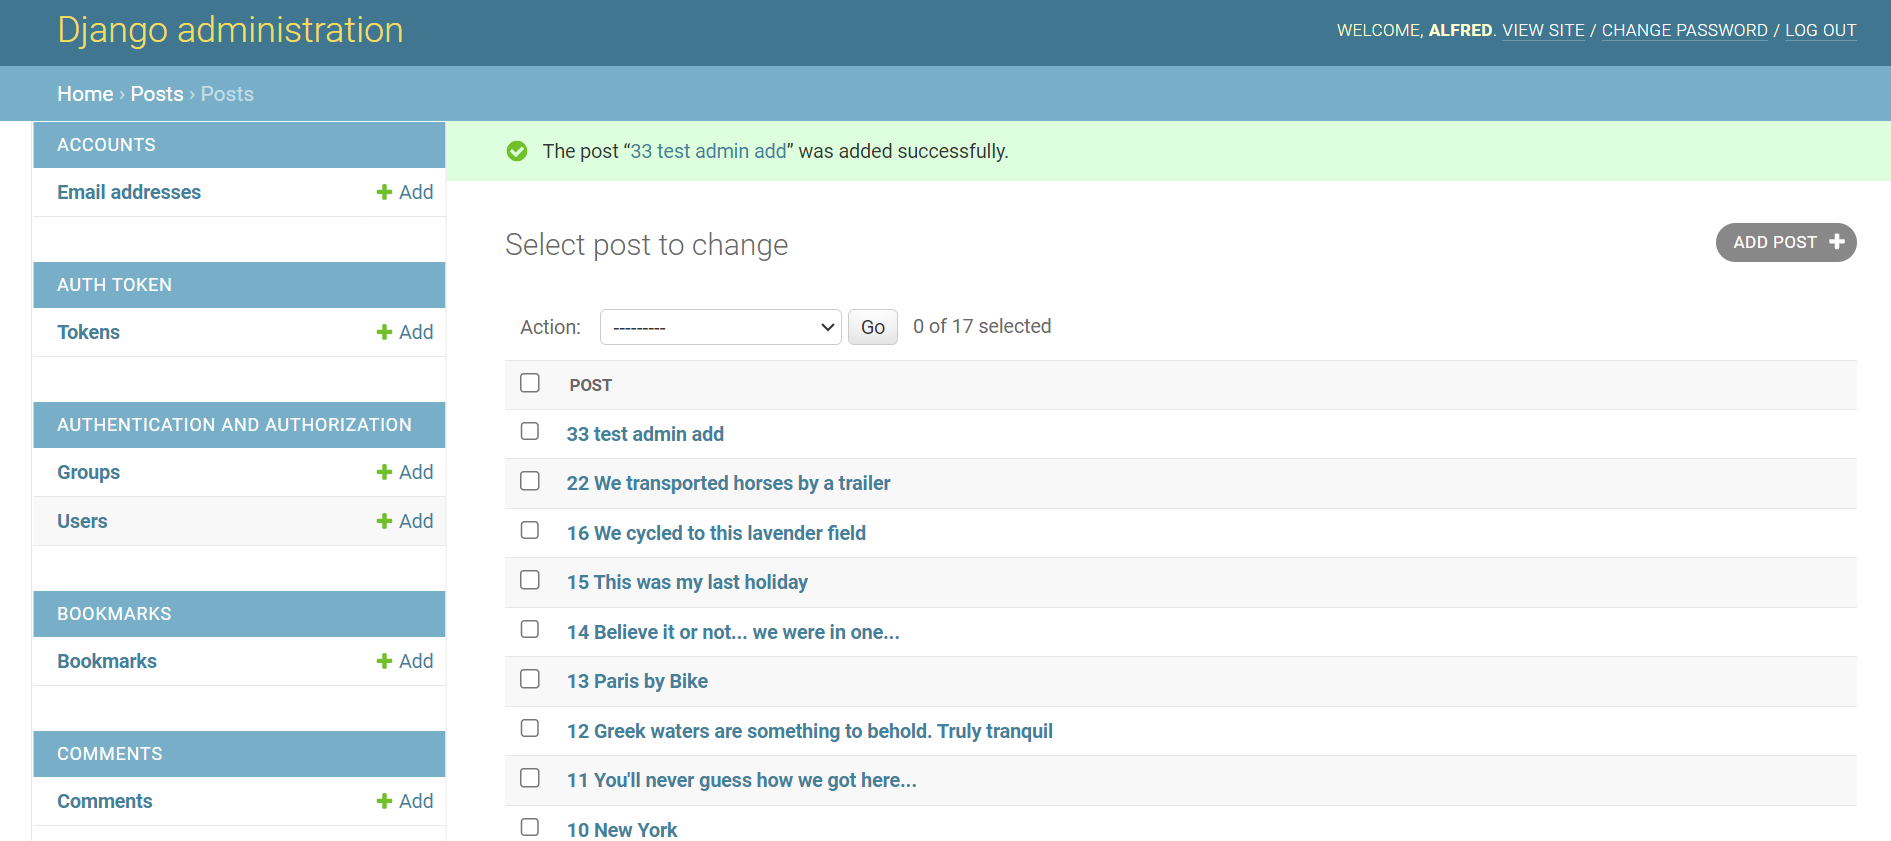 Django administration
WELCOME, ALFRED. VIEW SITE / CHANGE PASSWORD / LOG OUT
Home › Posts › Posts
ACCOUNTS
Email addresses
Add
AUTH TOKEN
Tokens
Add
AUTHENTICATION AND AUTHORIZATION
Groups
Add
Users
Add
BOOKMARKS
Bookmarks
Add
COMMENTS
Comments
Add
The post “33 test admin add” was added successfully.
Select post to change
ADD POST
Action: --------- Go 0 of 17 selected
POST
33 test admin add
22 We transported horses by a trailer
16 We cycled to this lavender field
15 This was my last holiday
14 Believe it or not... we were in one...
13 Paris by Bike
12 Greek waters are something to behold. Truly tranquil
11 You'll never guess how we got here...
10 New York